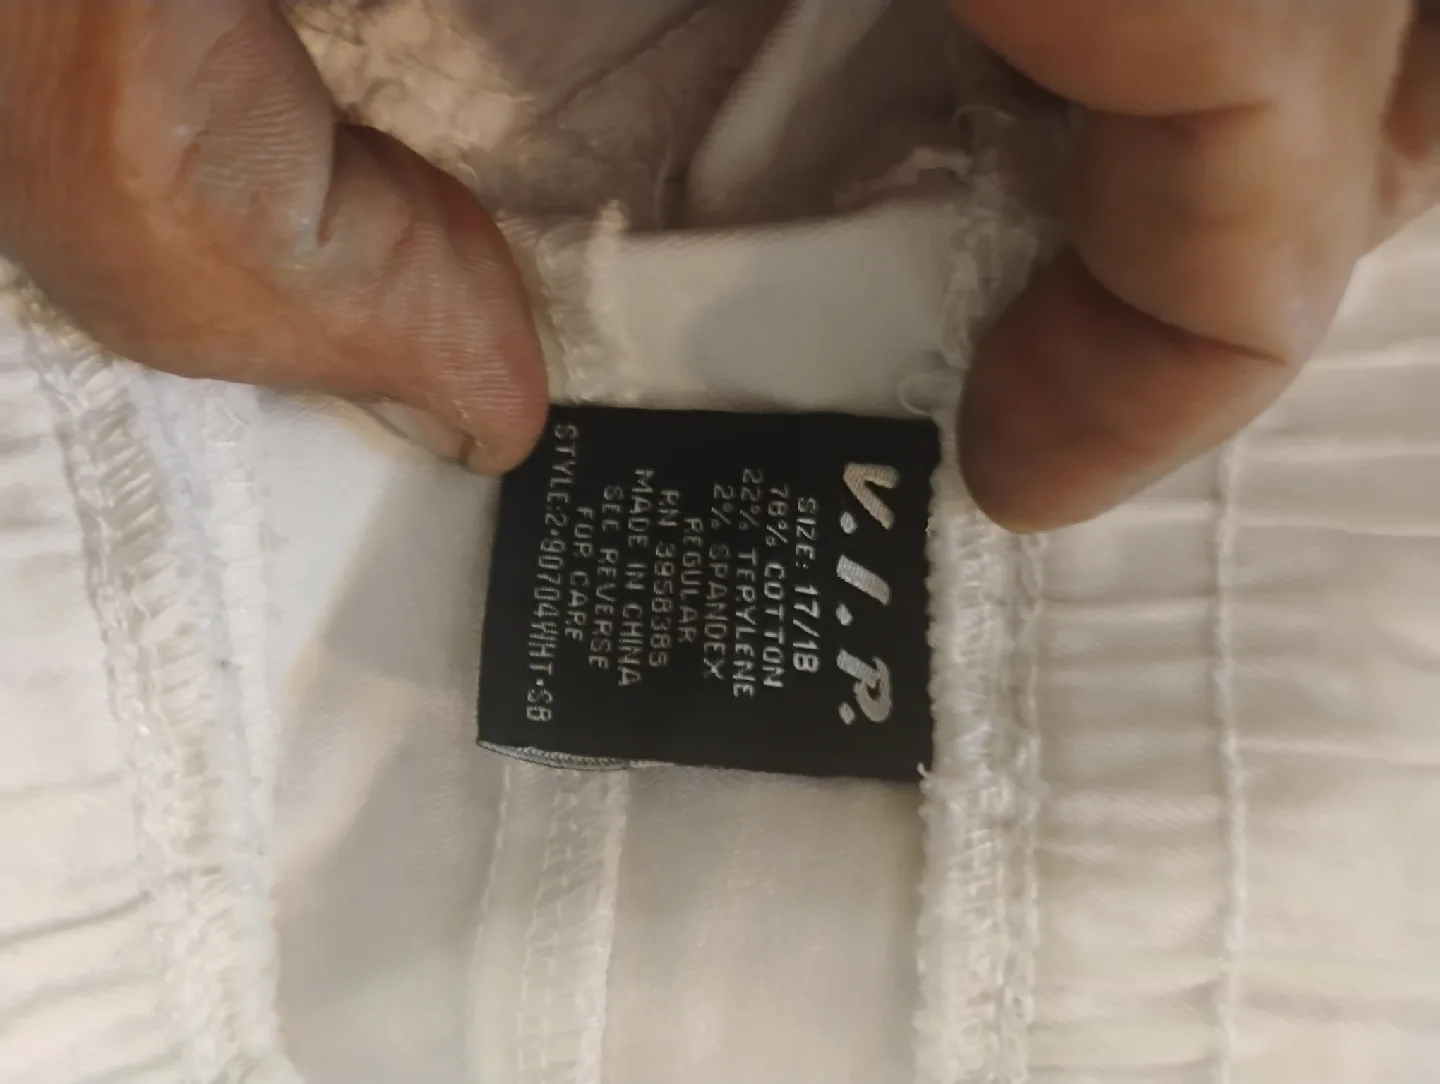 V.I.P.
SIZE: 17/18
78% COTTON
22% TERYLENE
2% SPANDEX
REGULAR
RN 3958385
MADE IN CHINA
SEE REVERSE
FOR CARE
STYLE:2•90704WHT•SB